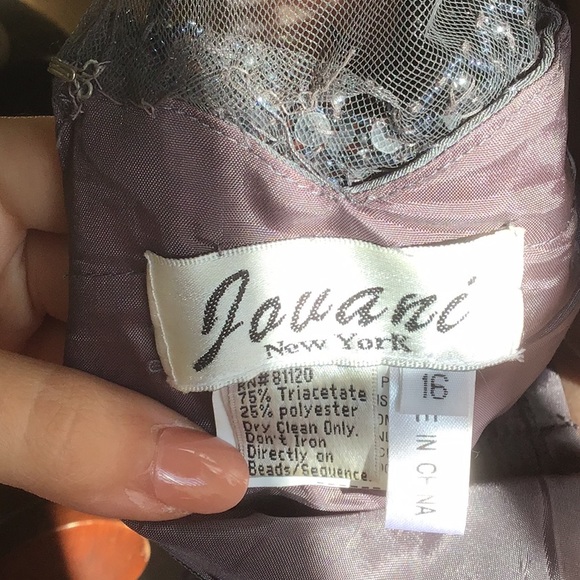 Jovani
New York
RN# 81120
75% Triacetate
25% polyester
Dry Clean Only.
Don't Iron
Directly on
Beads/Sequence.
16
E IN CHINA